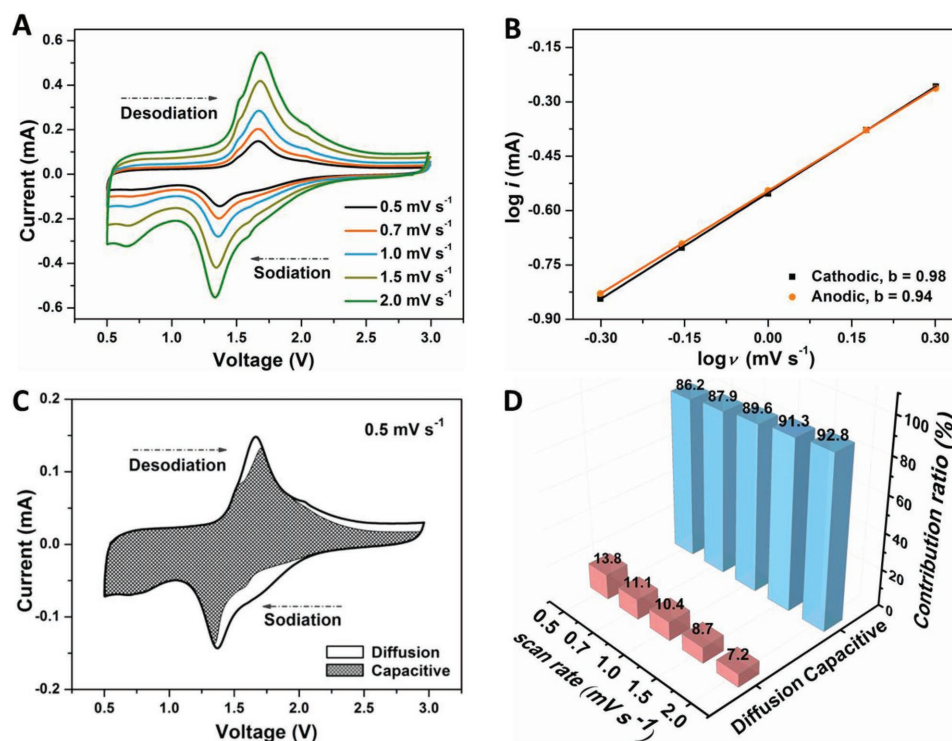 A
0.6
0.4
0.2
0.0
-0.2
-0.4
-0.6
Current (mA)
Desodiation
Sodiation
0.5 mV s⁻¹
0.7 mV s⁻¹
1.0 mV s⁻¹
1.5 mV s⁻¹
2.0 mV s⁻¹
0.5 1.0 1.5 2.0 2.5 3.0
Voltage (V)
B
-0.15
-0.30
-0.45
-0.60
-0.75
-0.90
log i (mA)
Cathodic, b = 0.98
Anodic, b = 0.94
-0.30 -0.15 0.00 0.15 0.30
log ν (mV s⁻¹)
C
0.5 mV s⁻¹
0.2
0.1
0.0
-0.1
-0.2
Current (mA)
Desodiation
Sodiation
Diffusion
Capacitive
0.5 1.0 1.5 2.0 2.5 3.0
Voltage (V)
D
86.2
87.9
89.6
91.3
92.8
13.8
11.1
10.4
8.7
7.2
100
80
60
40
20
0
Contribution ratio (%)
0.5
0.7
1.0
1.5
2.0
scan rate (mV s-1)
Diffusion Capacitive